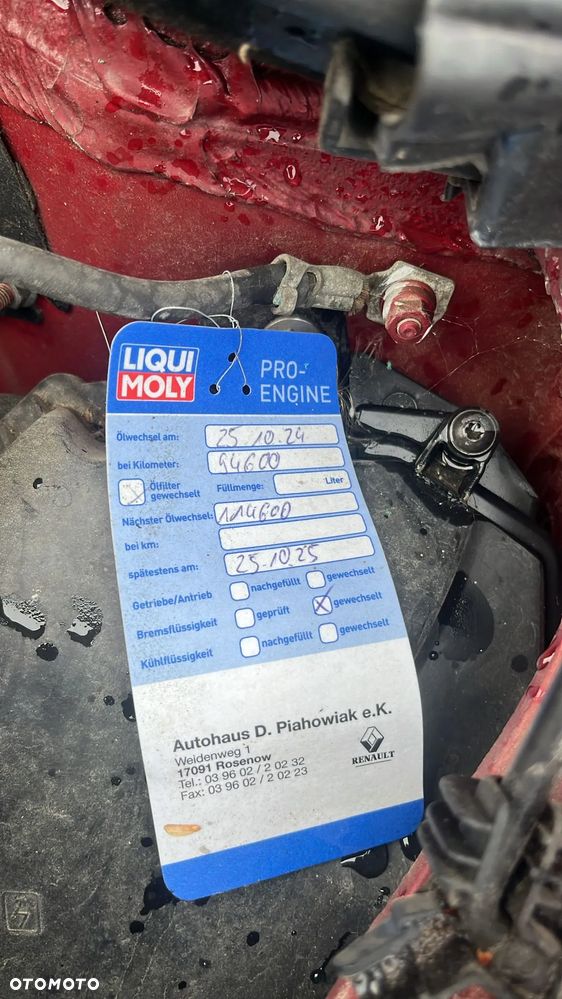 LIQUI
MOLY
PRO-
ENGINE
Ölwechsel am: 25.10.24
bei Kilometer: 94600
Ölfilter
gewechselt
Füllmenge: Liter
Nächster Ölwechsel: 114600
bei km:
spätestens am: 25.10.25
Getriebe/Antrieb nachgefüllt gewechselt
Bremsflüssigkeit geprüft gewechselt
Kühlflüssigkeit nachgefüllt gewechselt
Autohaus D. Piahowiak e.K.
Weidenweg 1
17091 Rosenow
Tel.: 03 96 02 / 2 02 32
Fax: 03 96 02 / 2 02 23
RENAULT
OTOMOTO